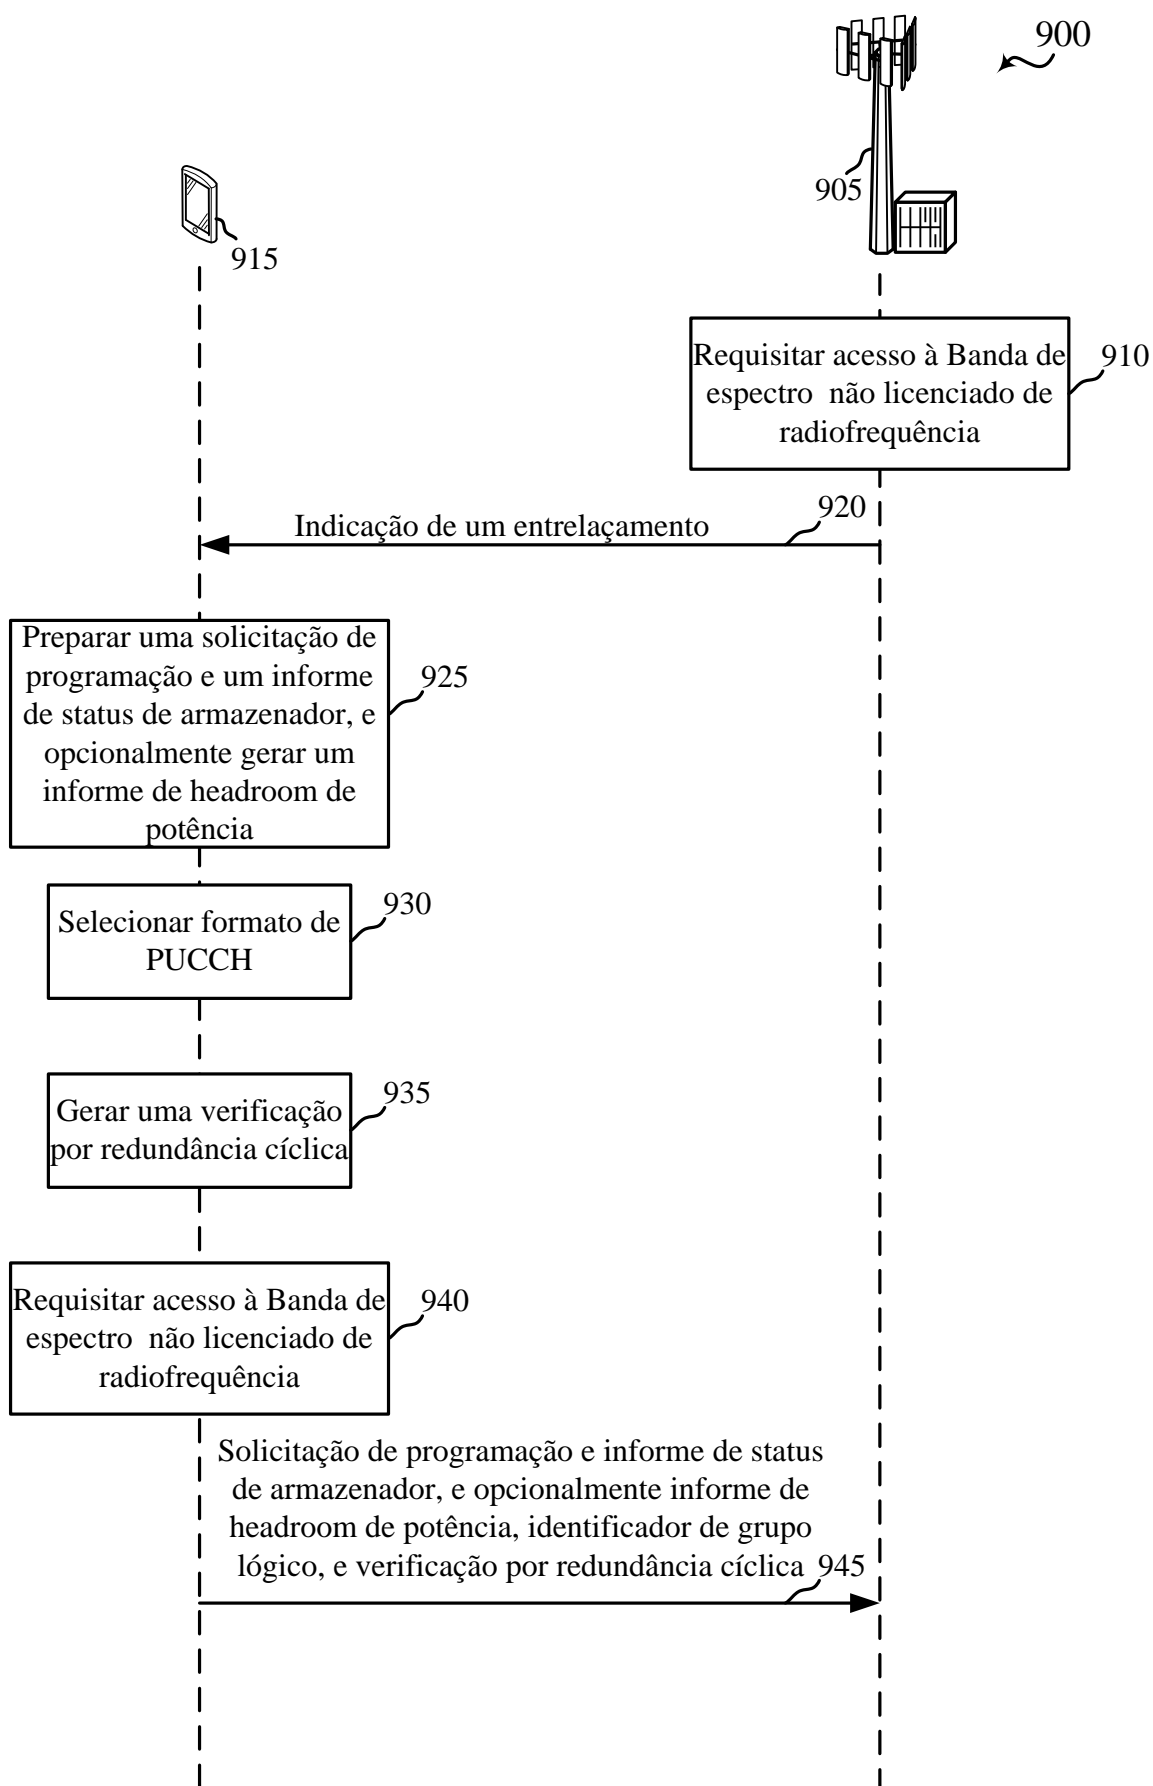 900
905
915
Requisitar acesso à Banda de
espectro não licenciado de
radiofrequência
910
920
Indicação de um entrelaçamento
Preparar uma solicitação de
programação e um informe
de status de armazenador, e
opcionalmente gerar um
informe de headroom de
potência
925
Selecionar formato de
PUCCH
930
Gerar uma verificação
por redundância cíclica
935
Requisitar acesso à Banda de
espectro não licenciado de
radiofrequência
940
Solicitação de programação e informe de status
de armazenador, e opcionalmente informe de
headroom de potência, identificador de grupo
lógico, e verificação por redundância cíclica
945